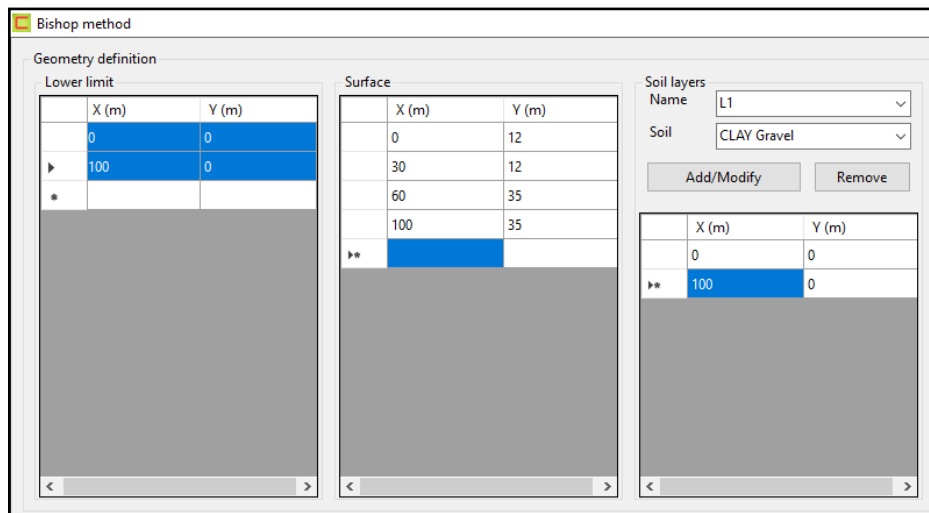 Bishop method
Geometry definition
Lower limit
X (m) Y (m)
0 0
100 0
Surface
X (m) Y (m)
0 12
30 12
60 35
100 35
Soil layers
Name L1
Soil CLAY Gravel
Add/Modify Remove
X (m) Y (m)
0 0
100 0